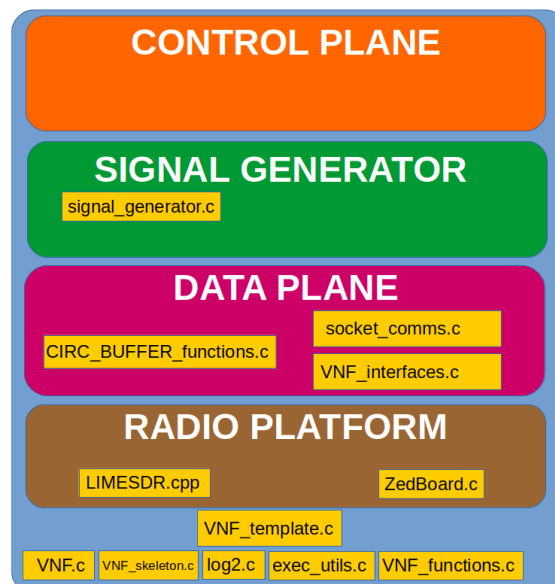 CONTROL PLANE
SIGNAL GENERATOR
signal_generator.c
DATA PLANE
socket_comms.c
CIRC_BUFFER_functions.c
VNF_interfaces.c
RADIO PLATFORM
LIMESDR.cpp
ZedBoard.c
VNF_template.c
VNF.c
VNF_skeleton.c
log2.c
exec_utils.c
VNF_functions.c